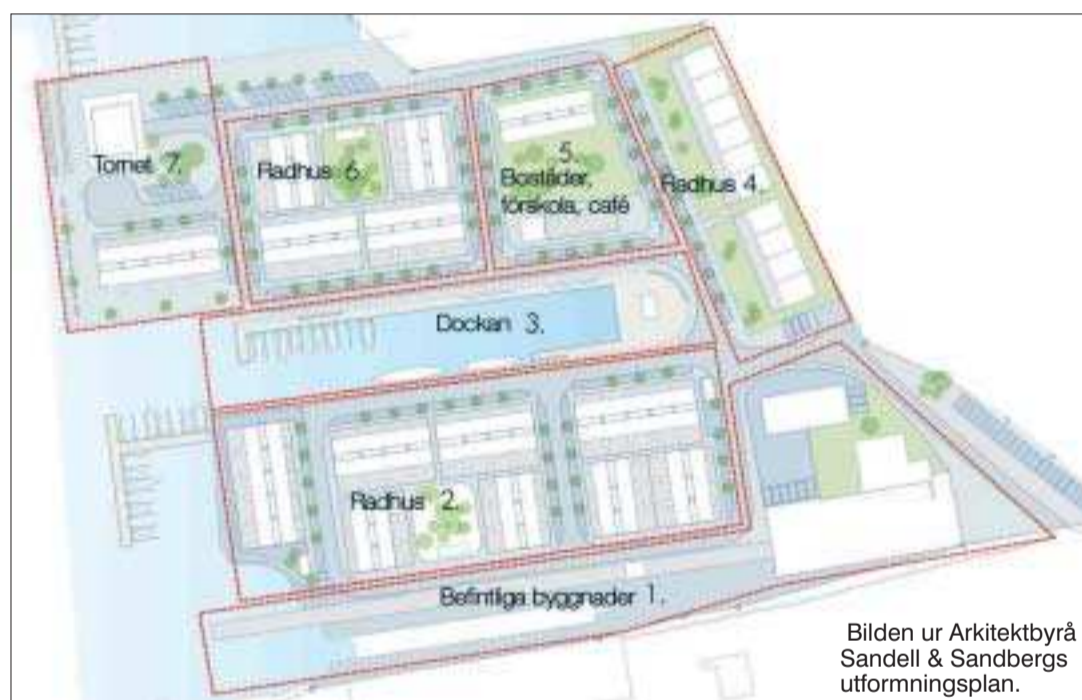 Tornet 7.
Radhus 6.
5.
Bostäder,
förskola, café
Radhus 4.
Dockan 3.
Radhus 2.
Befintliga byggnader 1.
Bilden ur Arkitektbyrå
Sandell & Sandbergs
utformningsplan.